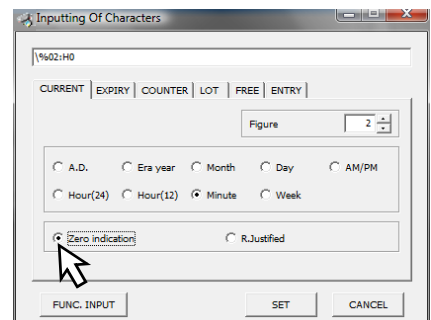 Inputting Of Characters
\%02:H0
CURRENT EXPIRY COUNTER LOT FREE ENTRY
Figure 2
A.D. Era year Month Day AM/PM
Hour(24) Hour(12) Minute Week
Zero indication R.Justified
FUNC. INPUT SET CANCEL